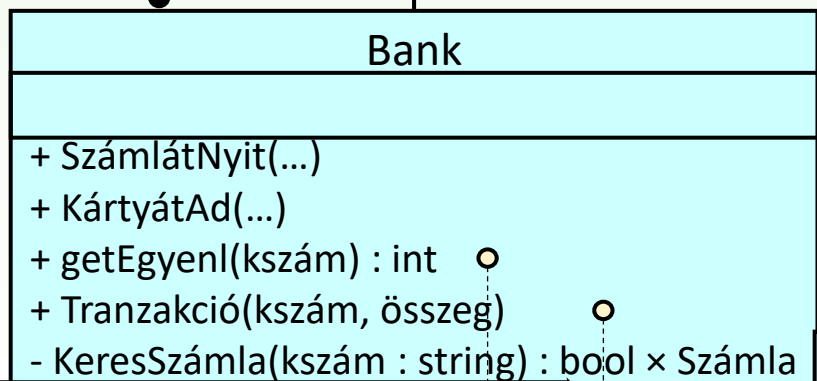 Bank
+ SzámlátNyit(…)
+ KártyátAd(…)
+ getEgyenl(kszám) : int
+ Tranzakció(kszám, összeg)
- KeresSzámla(kszám : string) : bool × Számla